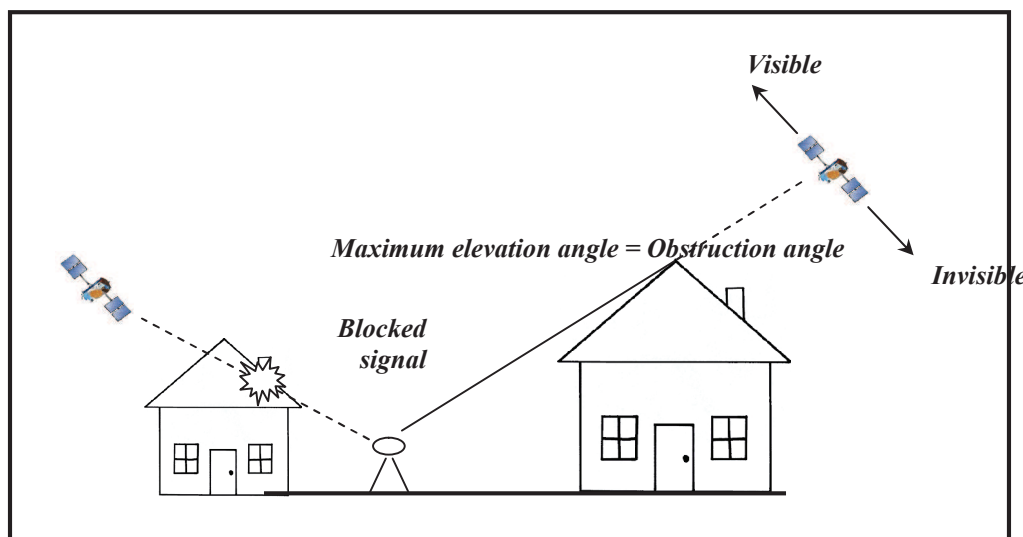 Visible
Maximum elevation angle = Obstruction angle
Invisible
Blocked
signal